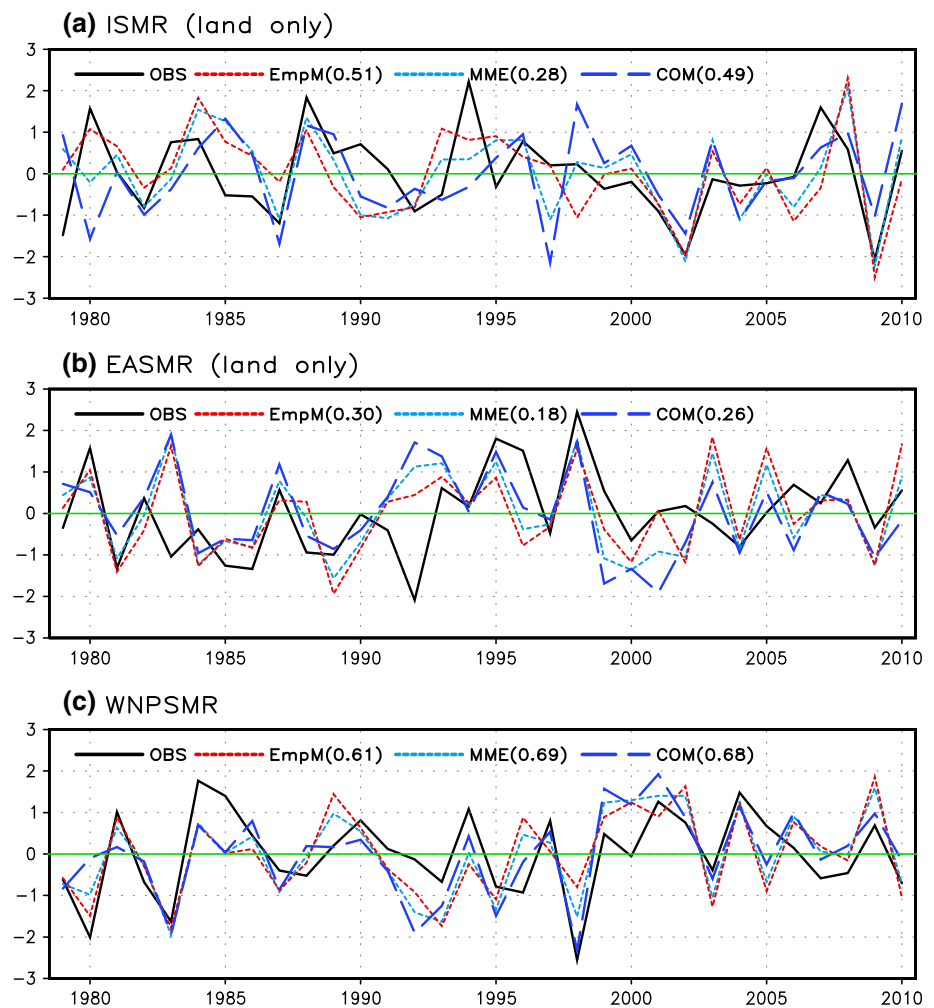 (a) ISMR (land only)
OBS EmpM(0.51) MME(0.28) COM(0.49)
3
2
1
0
−1
−2
−3
1980 1985 1990 1995 2000 2005 2010
(b) EASMR (land only)
OBS EmpM(0.30) MME(0.18) COM(0.26)
3
2
1
0
−1
−2
−3
1980 1985 1990 1995 2000 2005 2010
(c) WNPSMR
OBS EmpM(0.61) MME(0.69) COM(0.68)
3
2
1
0
−1
−2
−3
1980 1985 1990 1995 2000 2005 2010